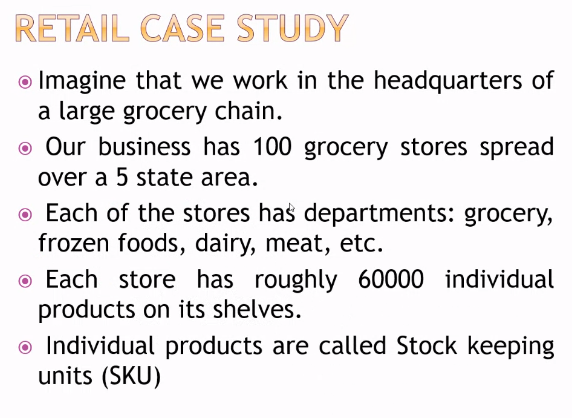 RETAIL CASE STUDY
Imagine that we work in the headquarters of
a large grocery chain.
Our business has 100 grocery stores spread
over a 5 state area.
Each of the stores has departments: grocery,
frozen foods, dairy, meat, etc.
Each store has roughly 60000 individual
products on its shelves.
Individual products are called Stock keeping
units (SKU)